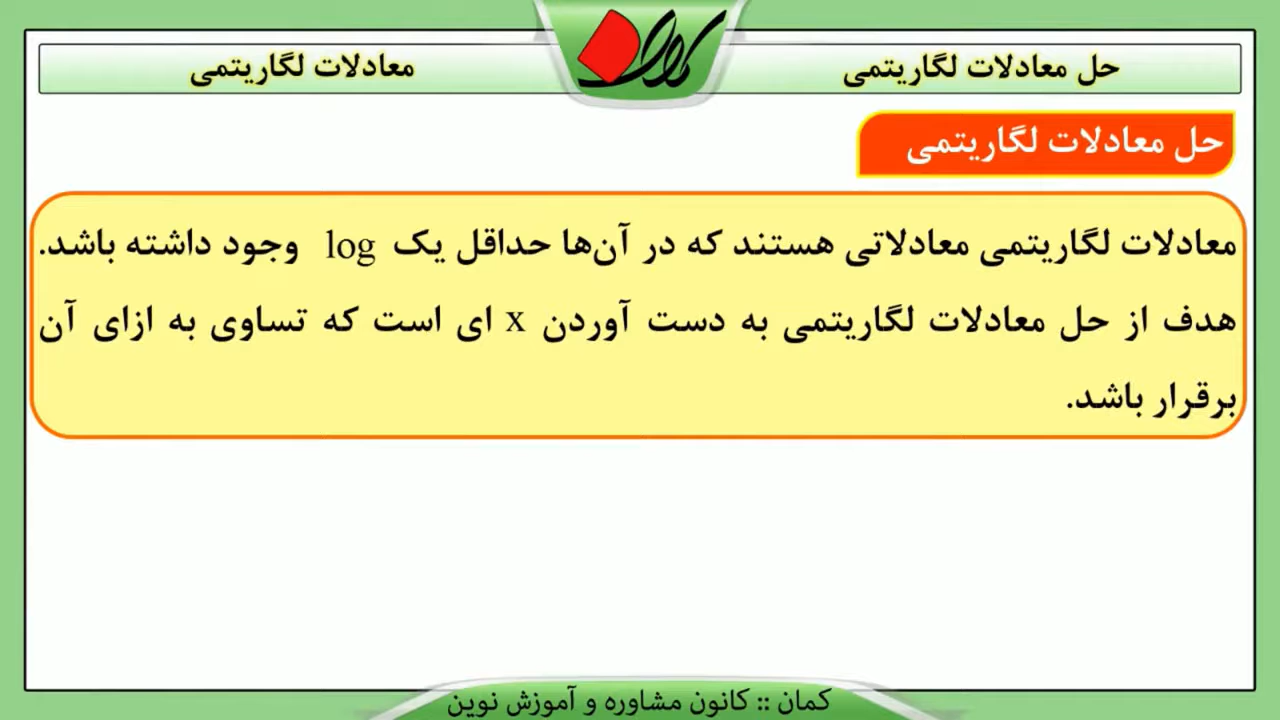 حل معادلات لگاریتمی
کمان
معادلات لگاریتمی
حل معادلات لگاریتمی
معادلات لگاریتمی معادلاتی هستند که در آن‌ها حداقل یک log وجود داشته باشد.
هدف از حل معادلات لگاریتمی به دست آوردن x ای است که تساوی به ازای آن
برقرار باشد.
کمان :: کانون مشاوره و آموزش نوین